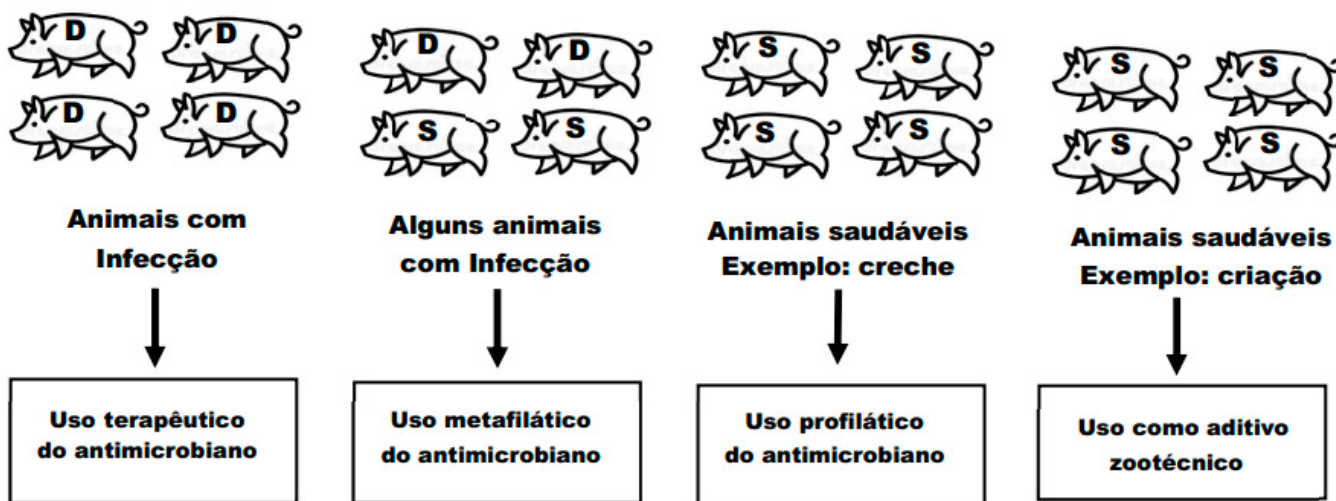 D D
D D
Animais com
Infecção
Uso terapêutico
do antimicrobiano
D D
S S
Alguns animais
com Infecção
Uso metafilático
do antimicrobiano
S S
S S
Animais saudáveis
Exemplo: creche
Uso profilático
do antimicrobiano
S S
S S
Animais saudáveis
Exemplo: criação
Uso como aditivo
zootécnico